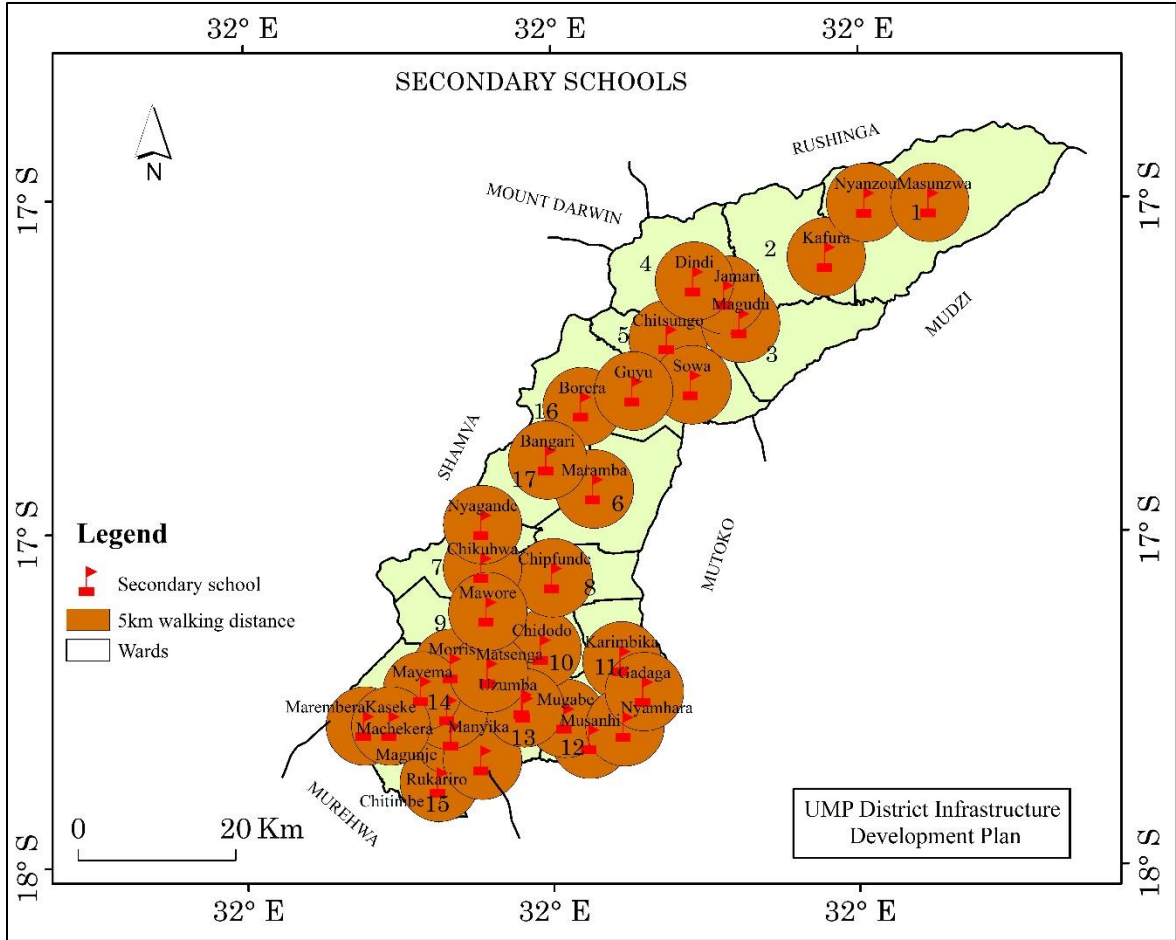 32° E 32° E 32° E
SECONDARY SCHOOLS
N
RUSHINGA
MOUNT DARWIN
17° S 17° S
Nyanzou Masunzwa
1
Kafura
2
4
Dindi
Jamari
Magudu
MUDZI
Chitsungo
5
3
Sowa
Guyu
Borera
16
SHAMVA
Bangari
17
Maramba
6
Nyagande
17° S 17° S
Legend
Secondary school
5km walking distance
Wards
MUTOKO
Chikuhwa
7
Chipfunde
8
Mawore
9
Chidodo
10
Karimbika
11
Morris
Matsenga
Gadaga
Mayema
14
Uzumba
Mugabe
Nyamhara
Marembera Kaseke
Machekera
Manyika
13
Musanhi
12
Magunje
Rukariro
Chitimbe
15
MUREHWA
0 20 Km
UMP District Infrastructure
Development Plan
18° S 18° S
32° E 32° E 32° E